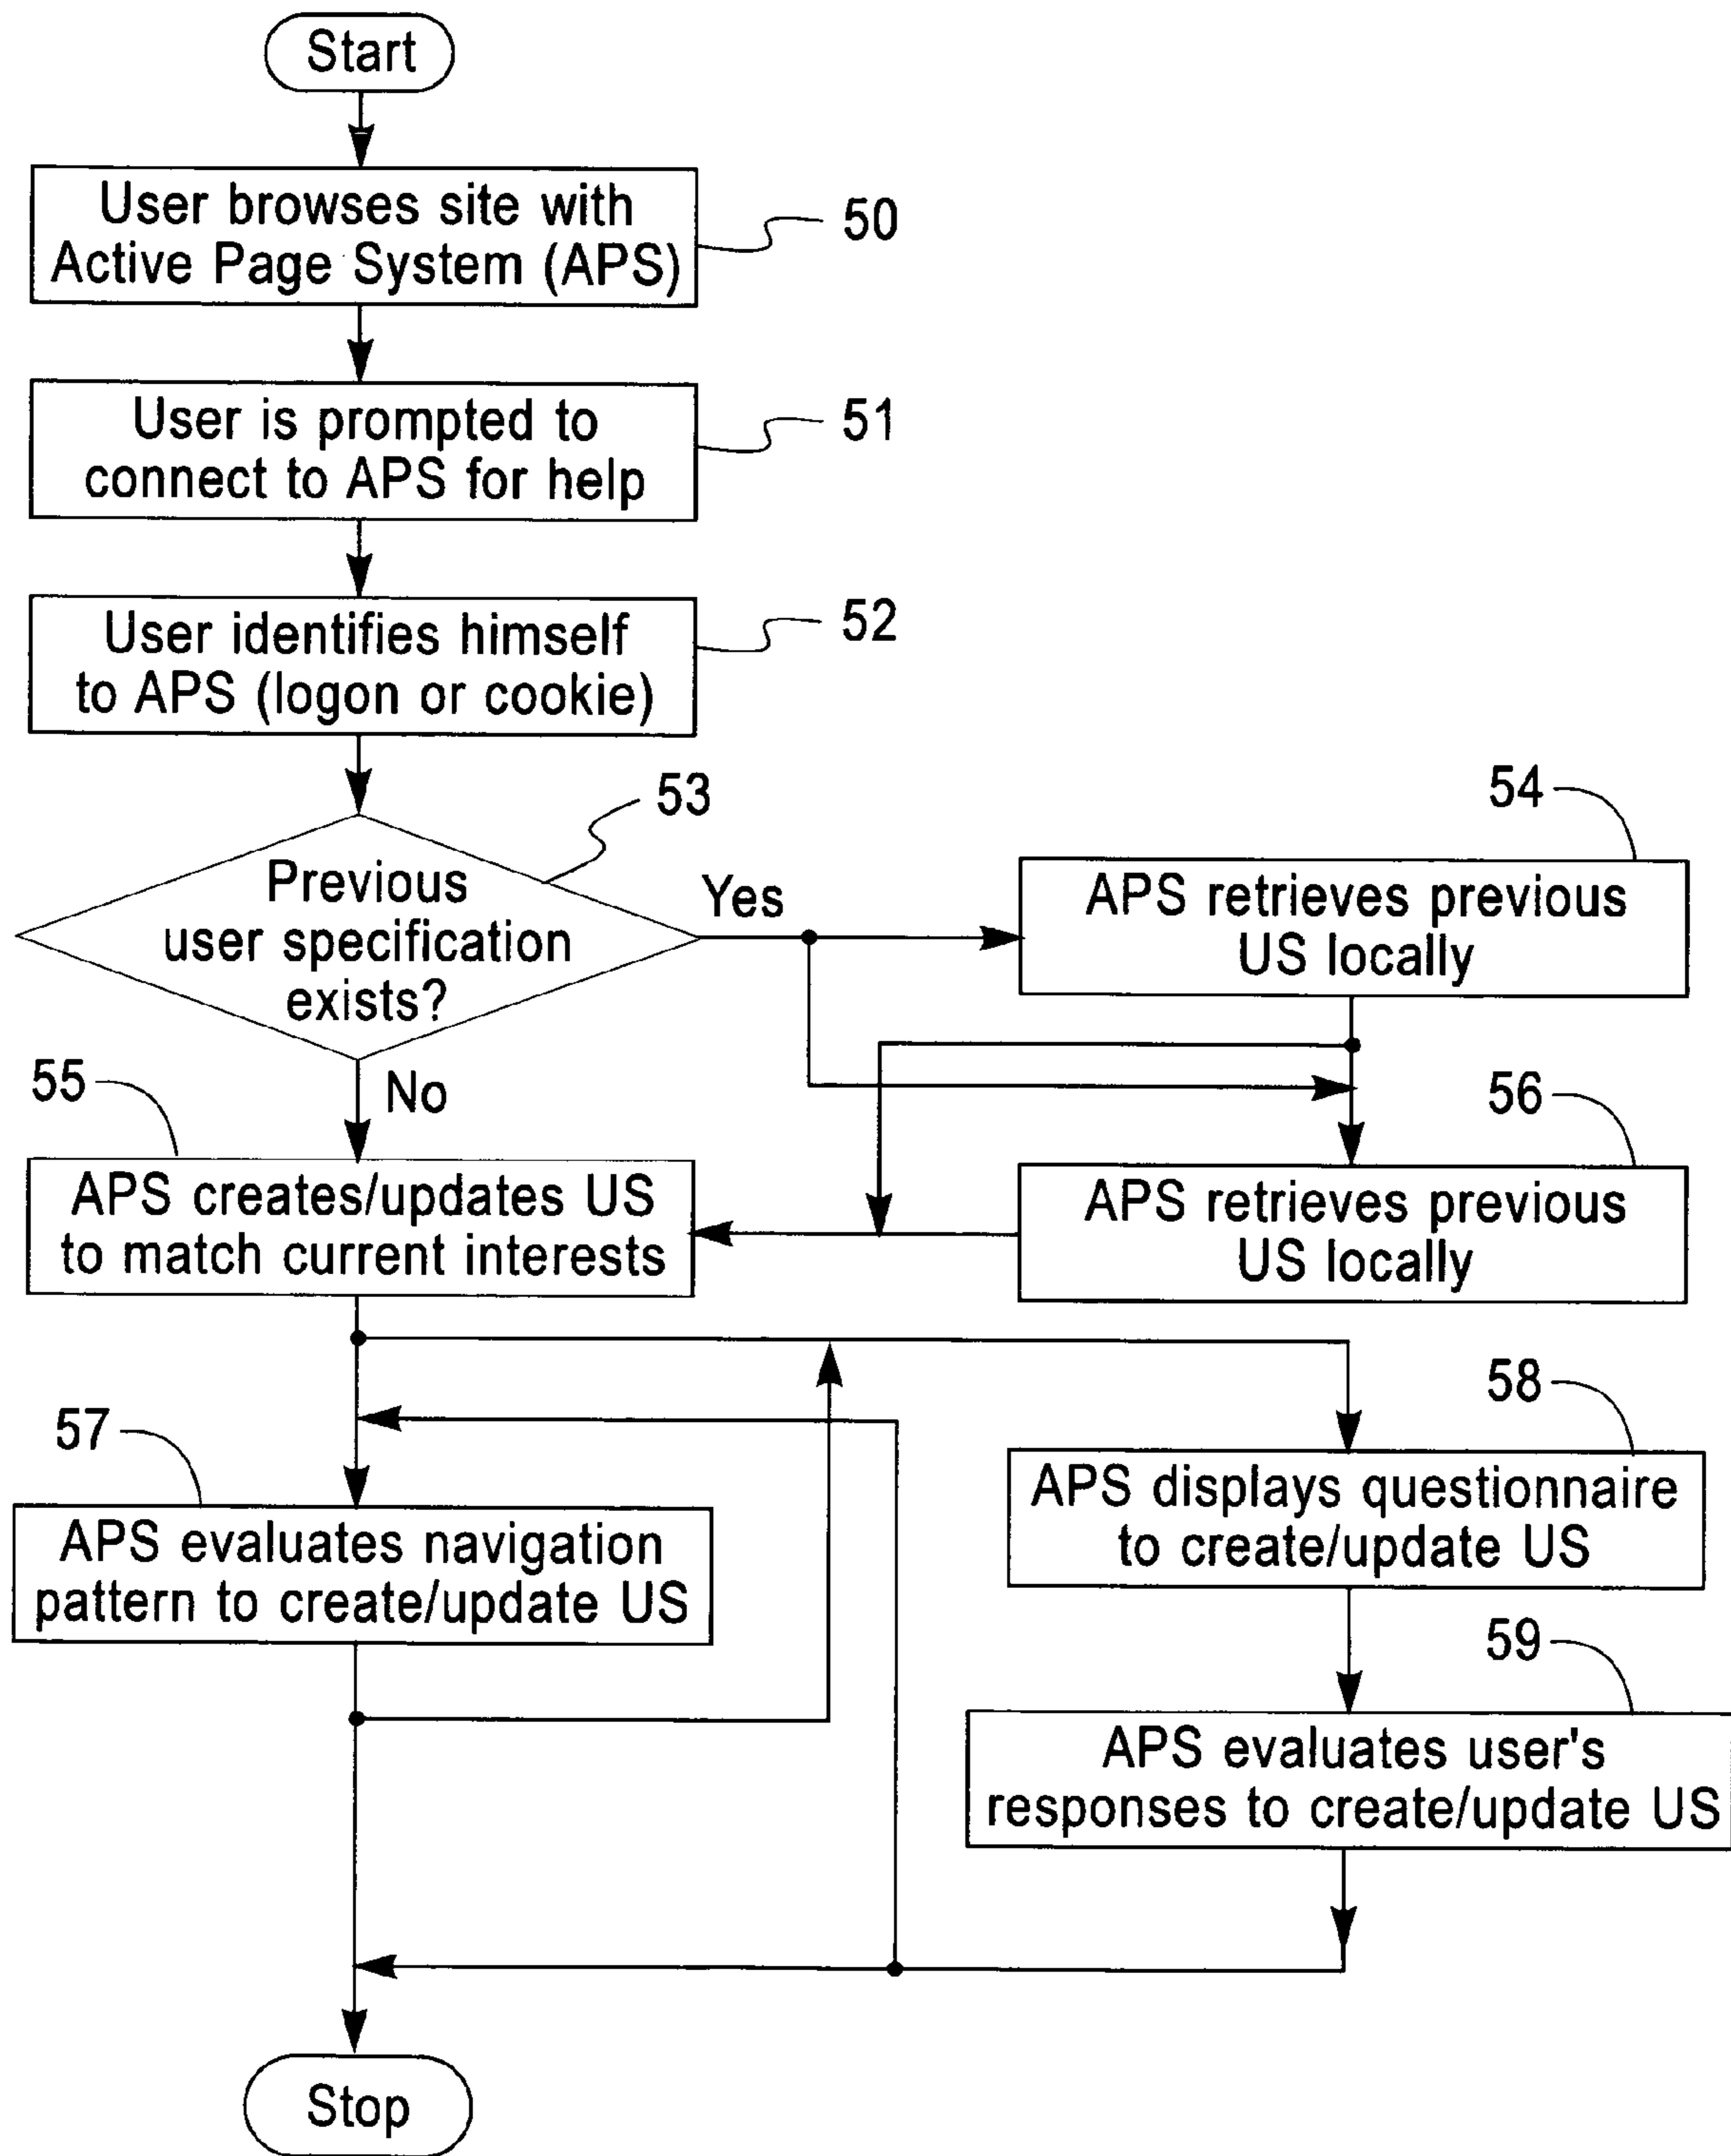 Start
User browses site with
Active Page System (APS)
50
User is prompted to
connect to APS for help
51
User identifies himself
to APS (logon or cookie)
52
53
Previous
user specification
exists?
Yes
No
54
APS retrieves previous
US locally
55
APS creates/updates US
to match current interests
56
APS retrieves previous
US locally
57
APS evaluates navigation
pattern to create/update US
58
APS displays questionnaire
to create/update US
59
APS evaluates user's
responses to create/update US
Stop